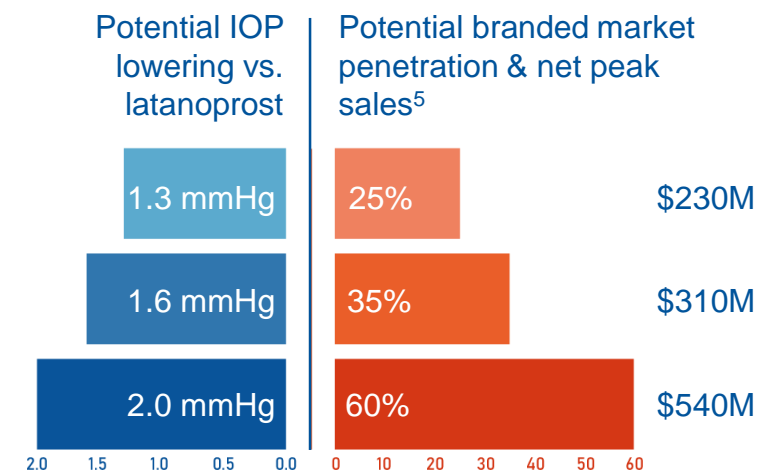 Potential IOP
lowering vs.
latanoprost
Potential branded market
penetration & net peak
sales⁵
1.3 mmHg
25%
$230M
1.6 mmHg
35%
$310M
2.0 mmHg
60%
$540M
2.0 1.5 1.0 0.5 0.0
0 10 20 30 40 50 60